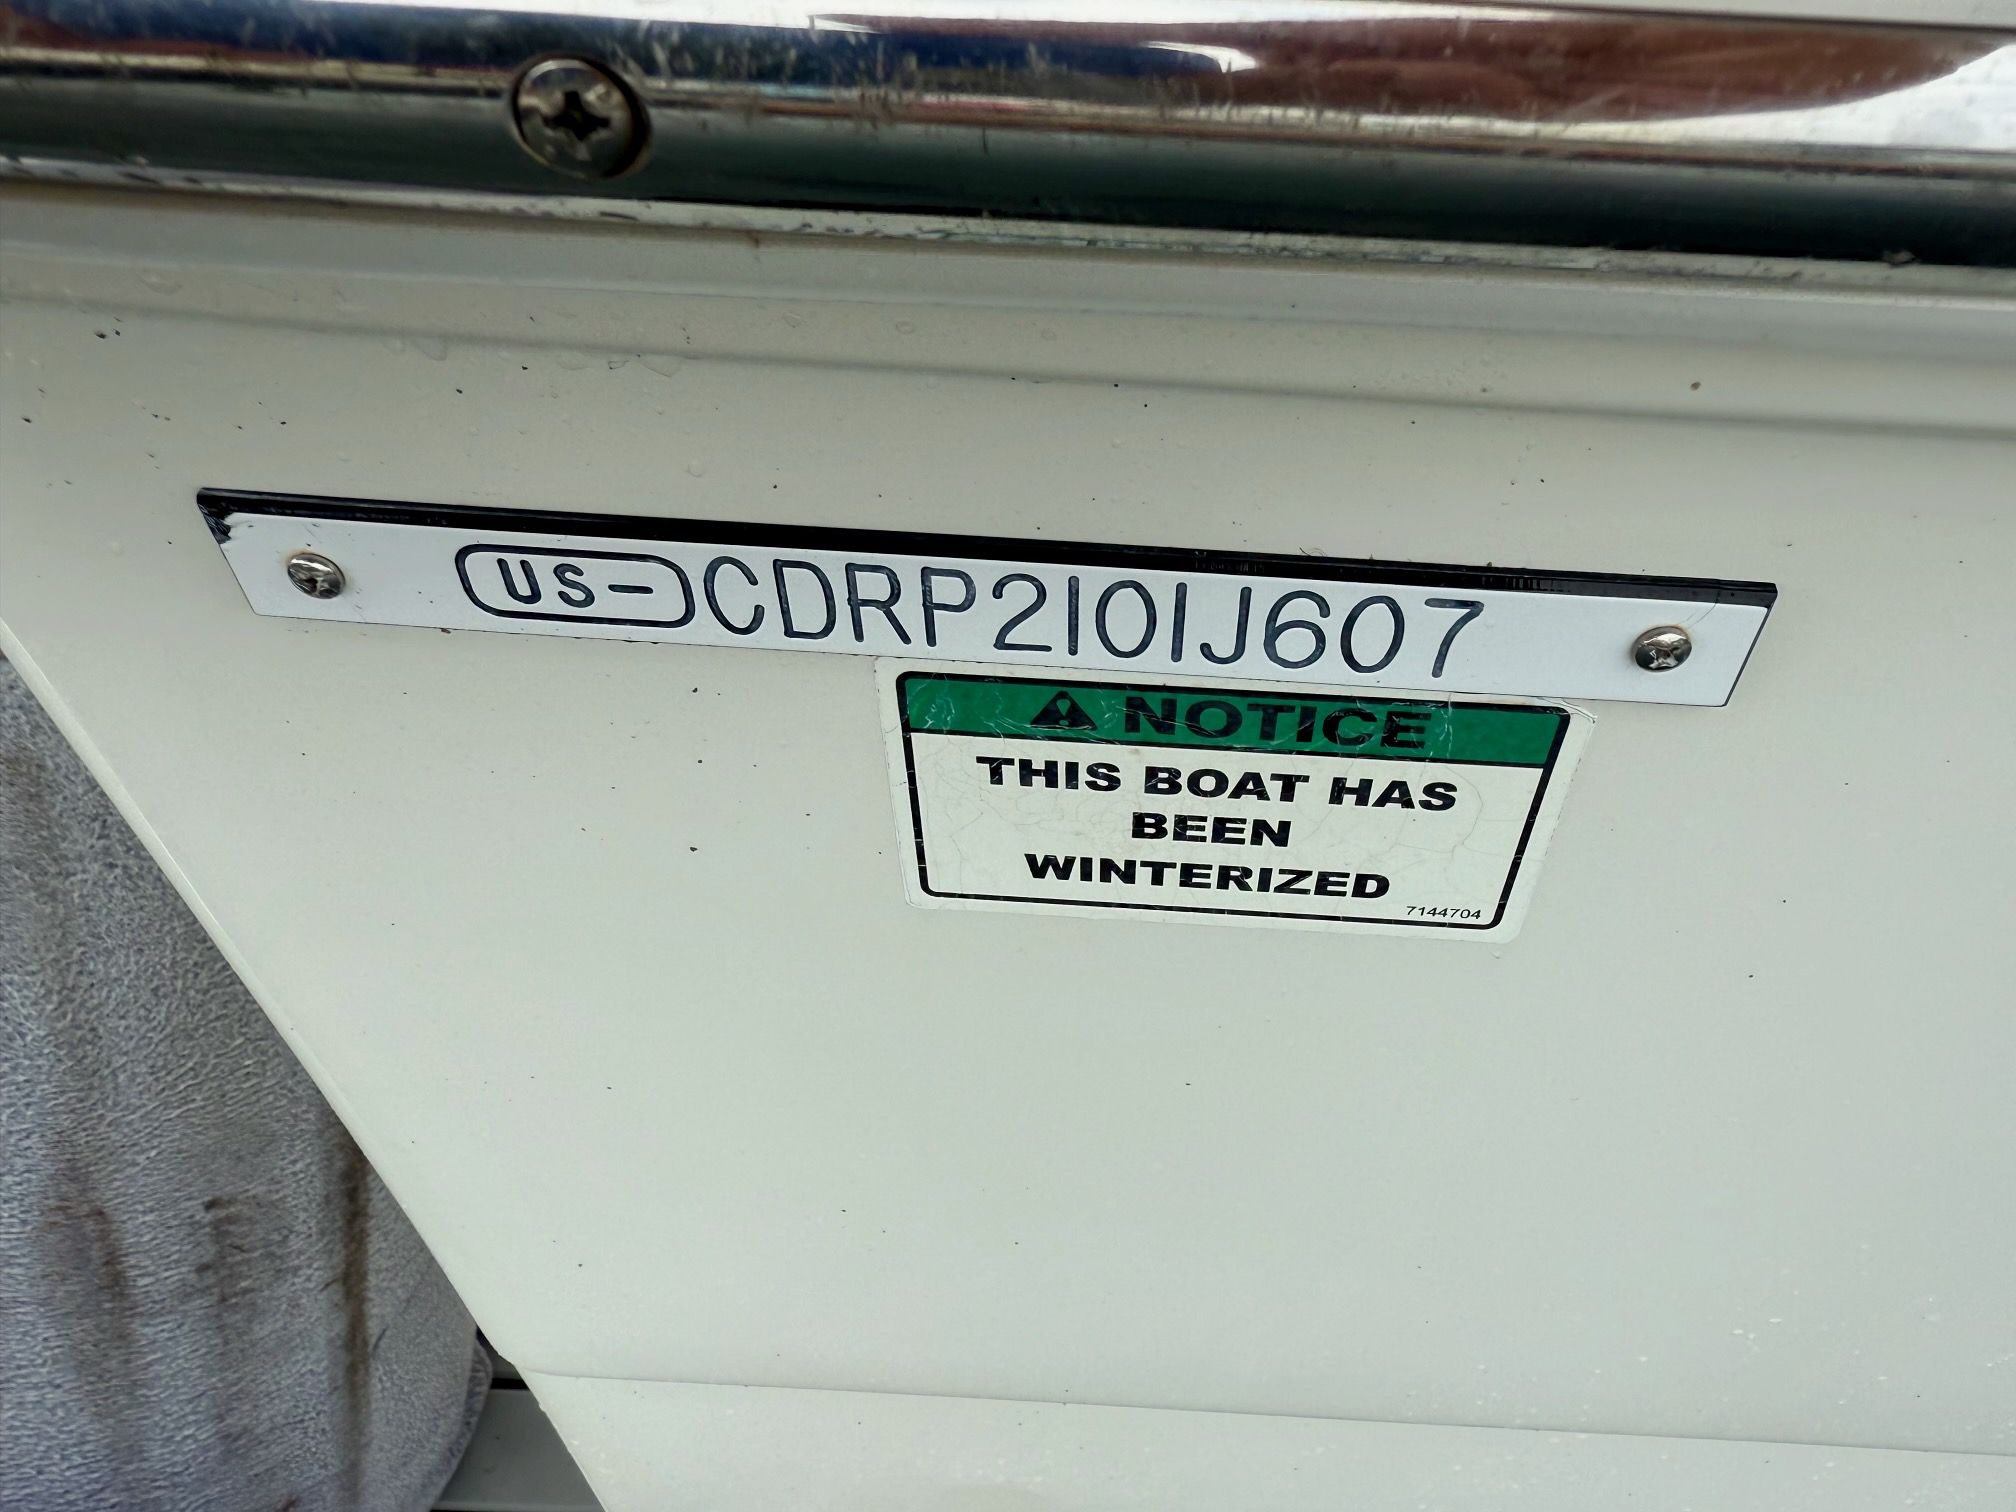 US-CDRP2101J607
NOTICE
THIS BOAT HAS
BEEN
WINTERIZED
7144704